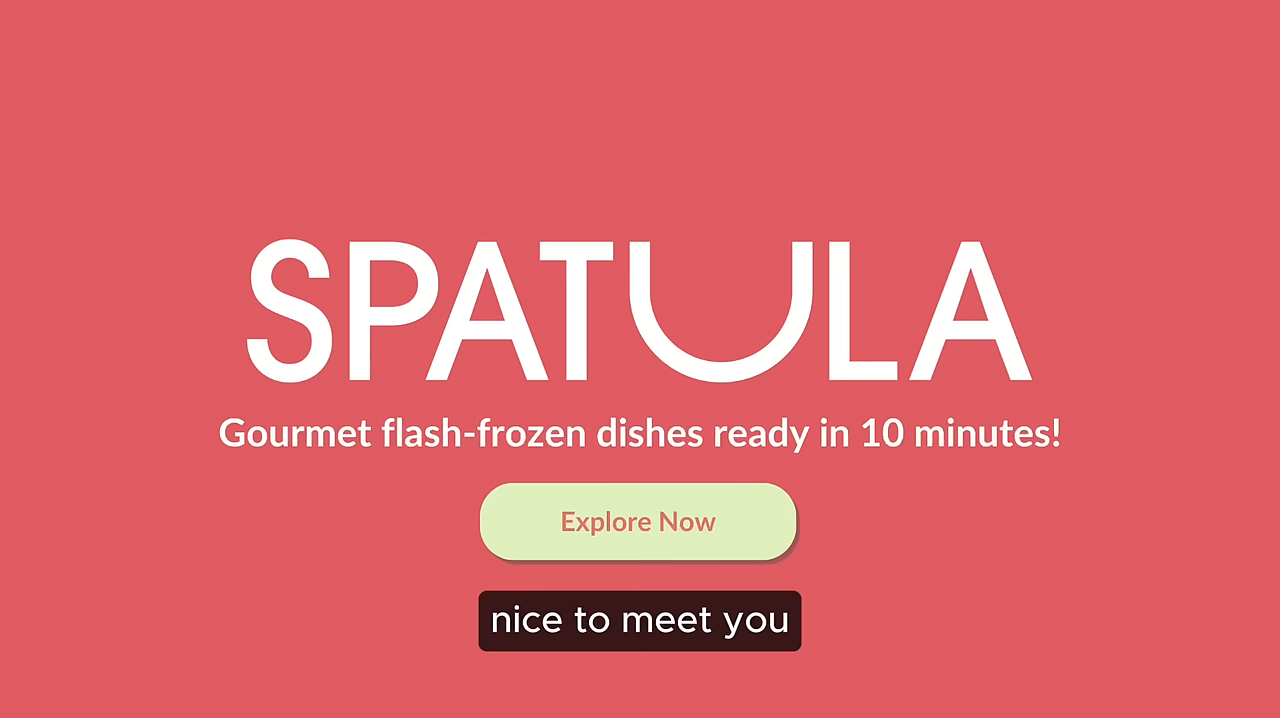 SPATULA
Gourmet flash-frozen dishes ready in 10 minutes!
Explore Now
nice to meet you